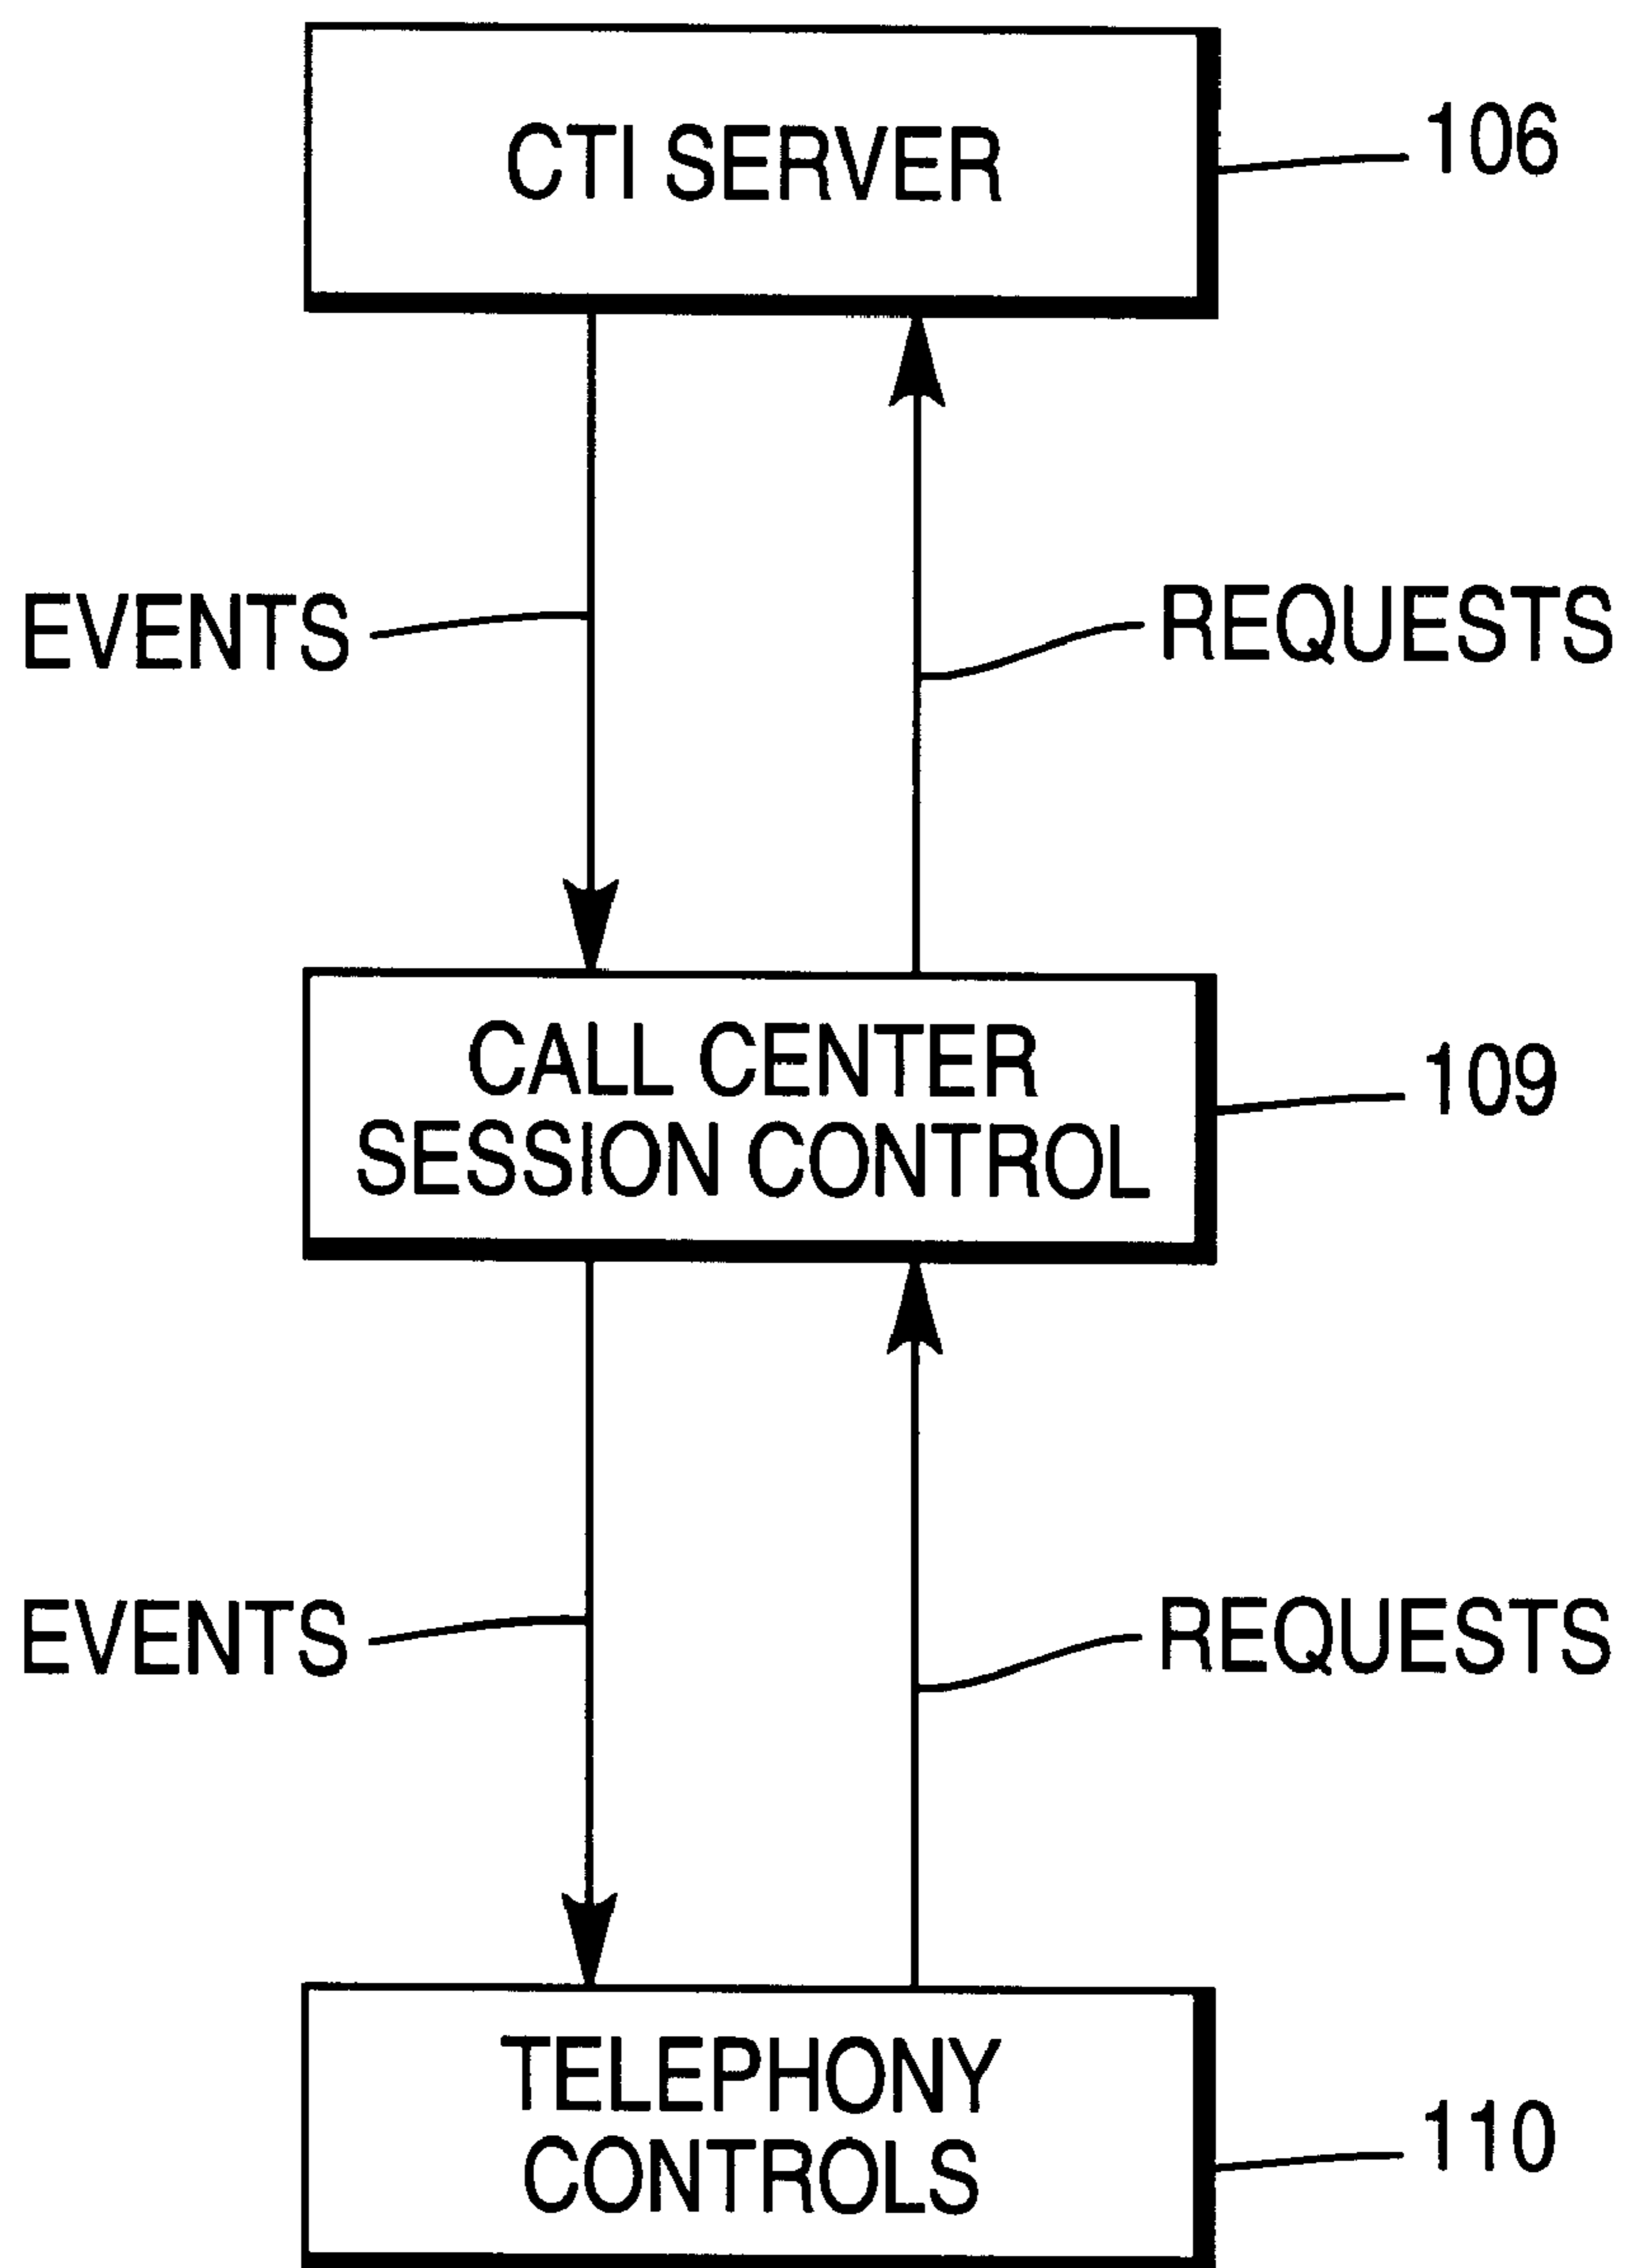 CTI SERVER
106
EVENTS
REQUESTS
CALL CENTER
SESSION CONTROL
109
EVENTS
REQUESTS
TELEPHONY
CONTROLS
110